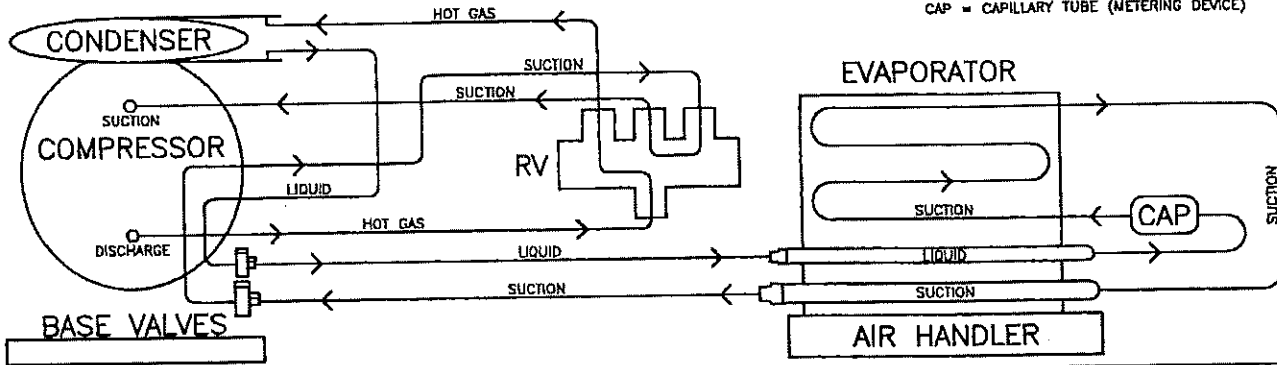 HOT GAS
CAP = CAPILLARY TUBE (METERING DEVICE)
CONDENSER
SUCTION
EVAPORATOR
SUCTION
SUCTION
COMPRESSOR
RV
LIQUID
SUCTION
CAP
SUCTION
HOT GAS
DISCHARGE
LIQUID
LIQUID
SUCTION
SUCTION
BASE VALVES
AIR HANDLER